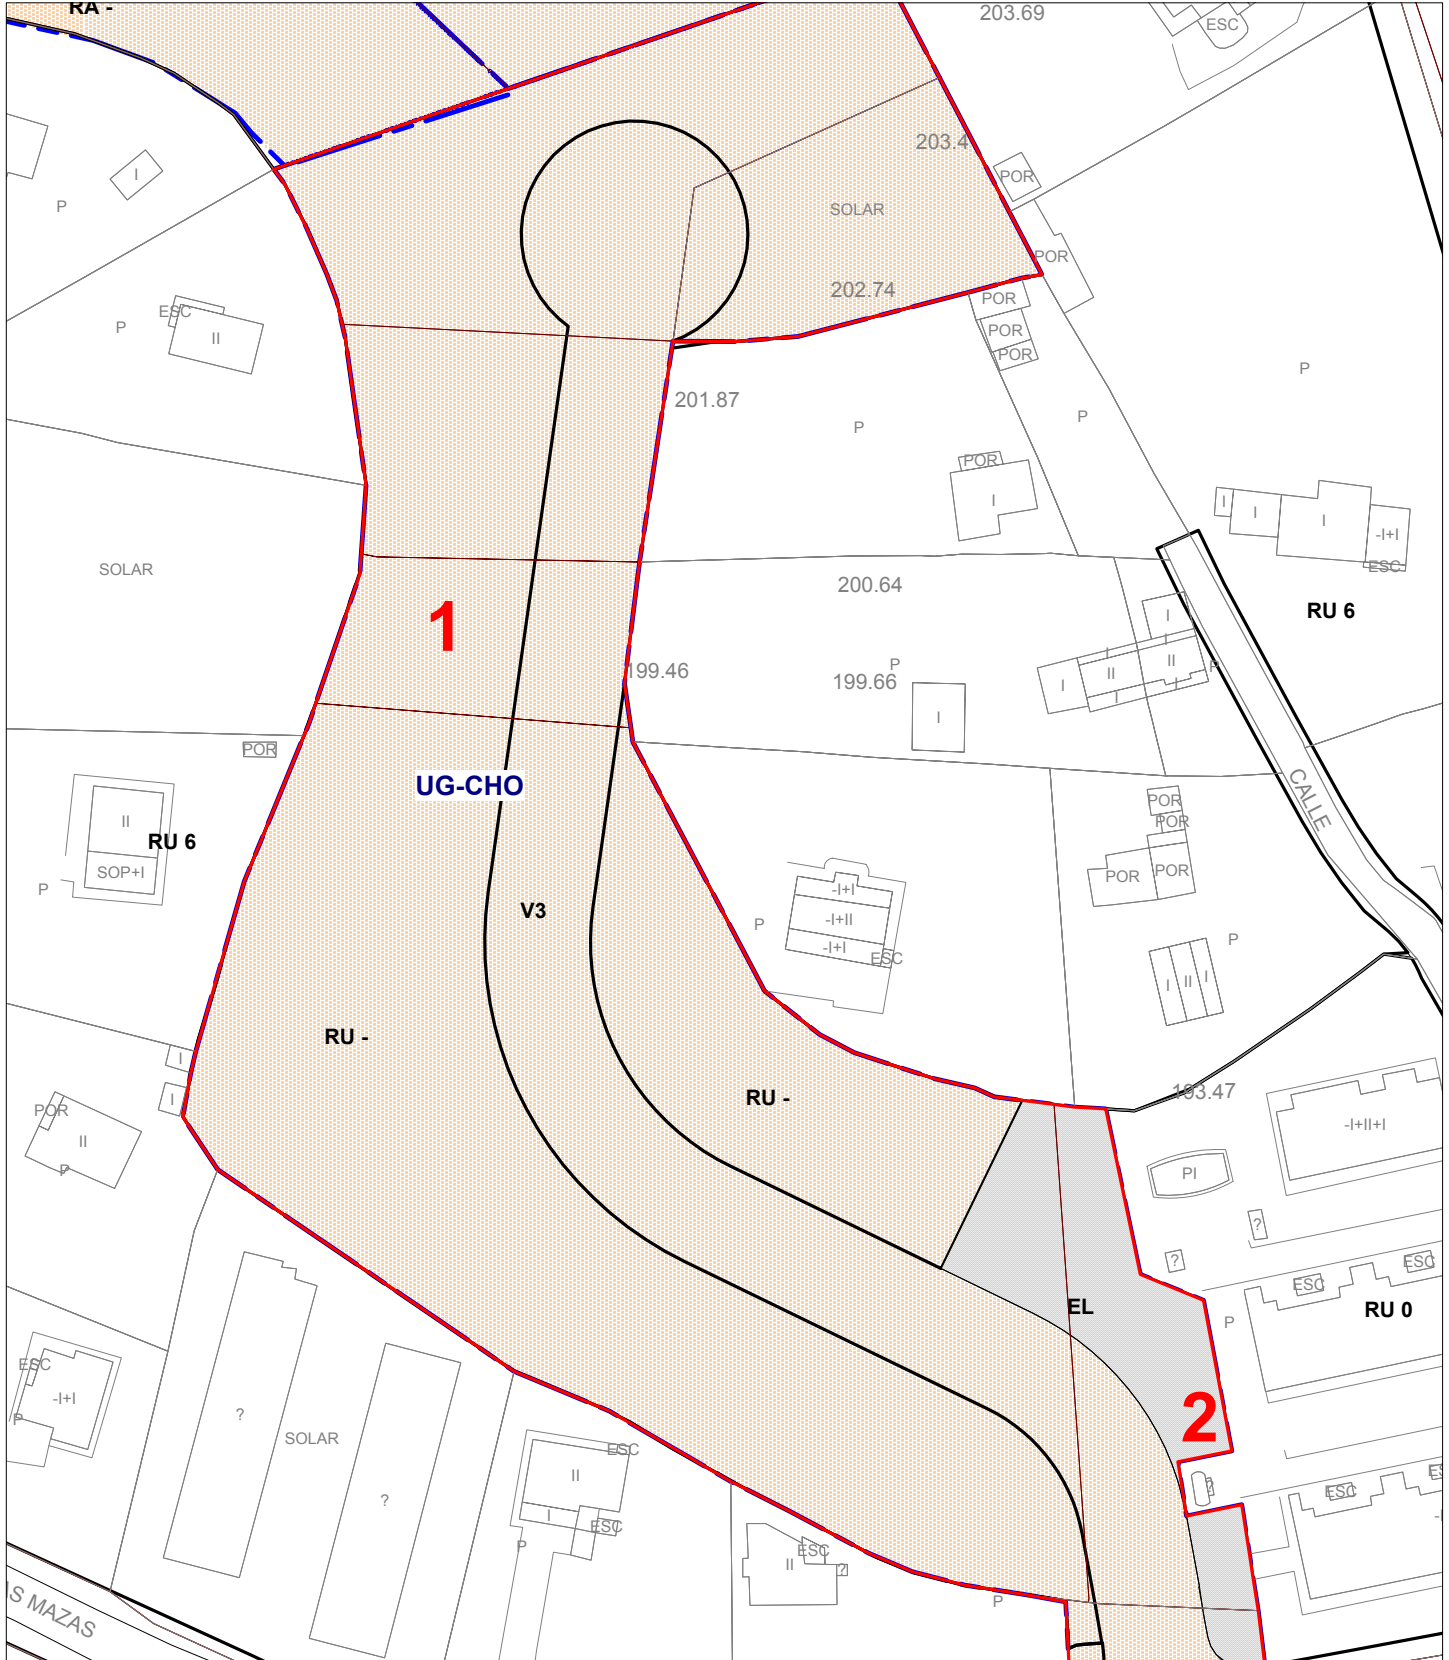 RA -
203.69
ESC
203.4
I
POR
P
SOLAR
POR
202.74
POR
ESC
P
II
POR
POR
P
201.87
P
P
POR
I
I
I
I
-I+I
ESC
SOLAR
200.64
RU 6
1
I
I
I
II
II
P
199.46
P
199.66
I
I
I
I
POR
UG-CHO
CALLE
POR
POR
II
RU 6
SOP+I
P
POR
POR
-I+I
-I+II
-I+I
ESC
V3
P
P
I
II
I
RU -
I
RU -
193.47
I
POR
II
P
-I+II+I
PI
?
?
ESC
ESC
EL
RU 0
P
ESC
-I+I
P
?
SOLAR
2
II
ESC
?
?
ESC
I
ESC
P
ESC
II
?
P